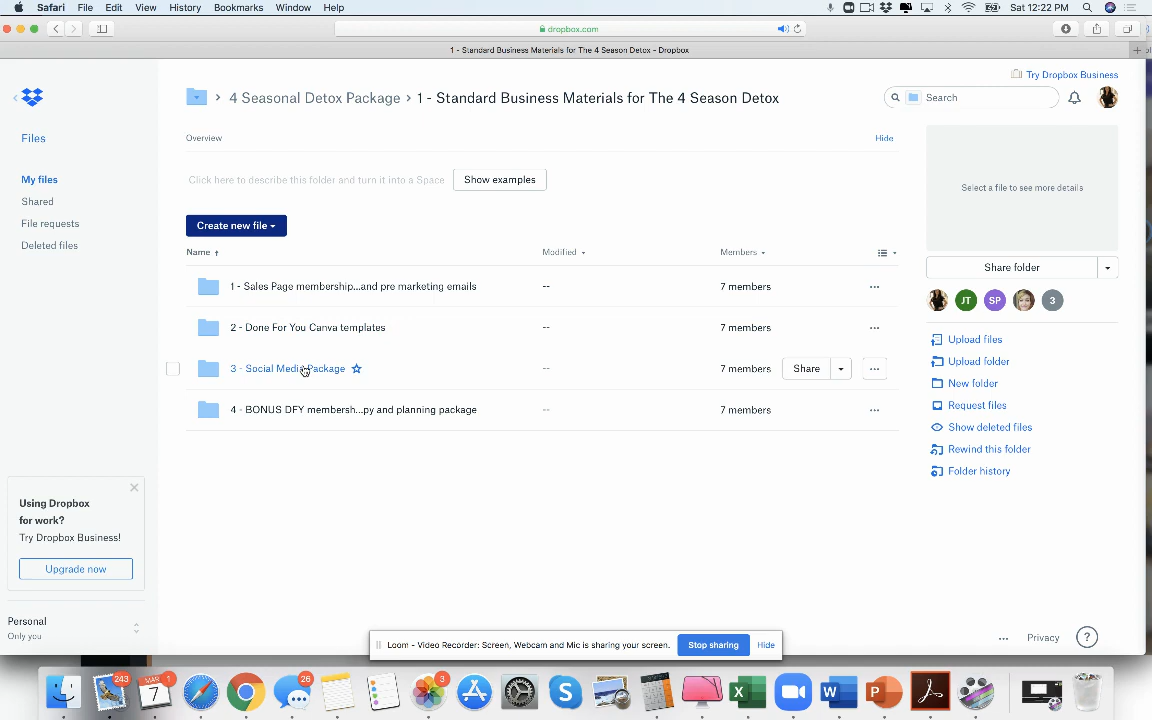 Safari File Edit View History Bookmarks Window Help Sat 12:22 PM
dropbox.com
1 - Standard Business Materials for The 4 Season Detox - Dropbox
Try Dropbox Business
4 Seasonal Detox Package › 1 - Standard Business Materials for The 4 Season Detox
Search
Files
Overview
Hide
My files
Click here to describe this folder and turn it into a Space
Show examples
Select a file to see more details
Shared
File requests
Create new file
Deleted files
Name ↑ Modified Members
Share folder
1 - Sales Page membership...and pre marketing emails -- 7 members ...
JT SP 3
2 - Done For You Canva templates -- 7 members ...
Upload files
Upload folder
3 - Social Media Package -- 7 members Share ...
New folder
Request files
4 - BONUS DFY membersh...py and planning package -- 7 members ...
Show deleted files
Rewind this folder
Folder history
Using Dropbox
for work?
Try Dropbox Business!
Upgrade now
Personal
Only you
Loom - Video Recorder: Screen, Webcam and Mic is sharing your screen. Stop sharing Hide
... Privacy ?
243 MAR 1 26 3
7 S X W P